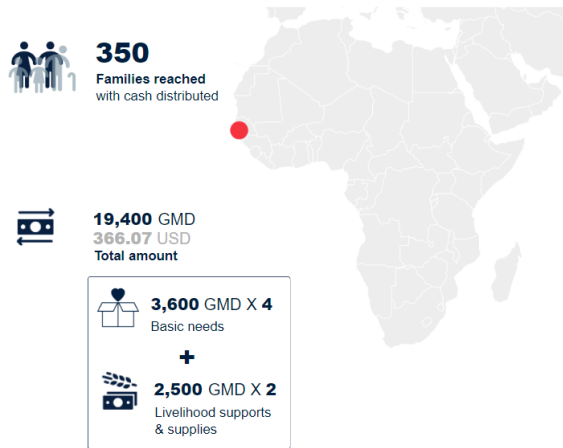 350
Families reached
with cash distributed
19,400 GMD
366.07 USD
Total amount
3,600 GMD X 4
Basic needs
+
2,500 GMD X 2
Livelihood supports
& supplies